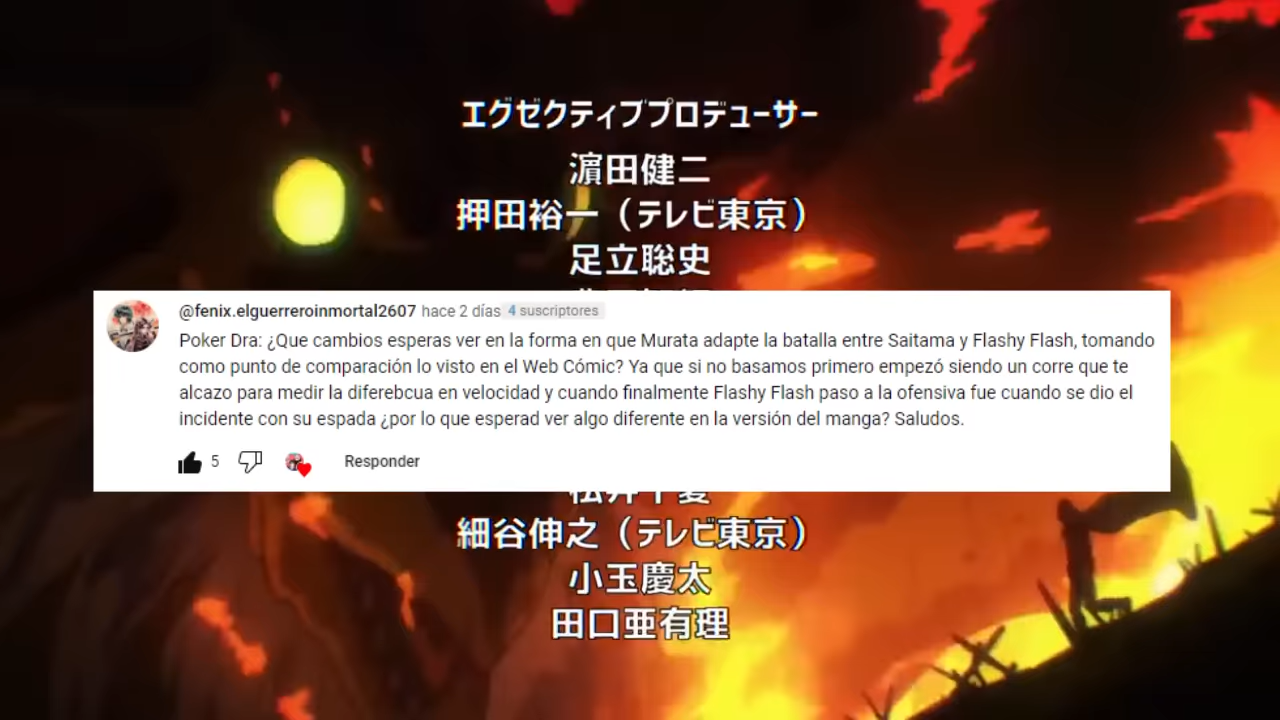 エグゼクティブプロデューサー
濵田健二
押田裕一（テレビ東京）
足立聡史
@fenix.elguerreroinmortal2607 hace 2 días 4 suscriptores
Poker Dra: ¿Que cambios esperas ver en la forma en que Murata adapte la batalla entre Saitama y Flashy Flash, tomando
como punto de comparación lo visto en el Web Cómic? Ya que si no basamos primero empezó siendo un corre que te
alcazo para medir la diferebcua en velocidad y cuando finalmente Flashy Flash paso a la ofensiva fue cuando se dio el
incidente con su espada ¿por lo que esperad ver algo diferente en la versión del manga? Saludos.
5 Responder
細谷伸之（テレビ東京）
小玉慶太
田口亜有理